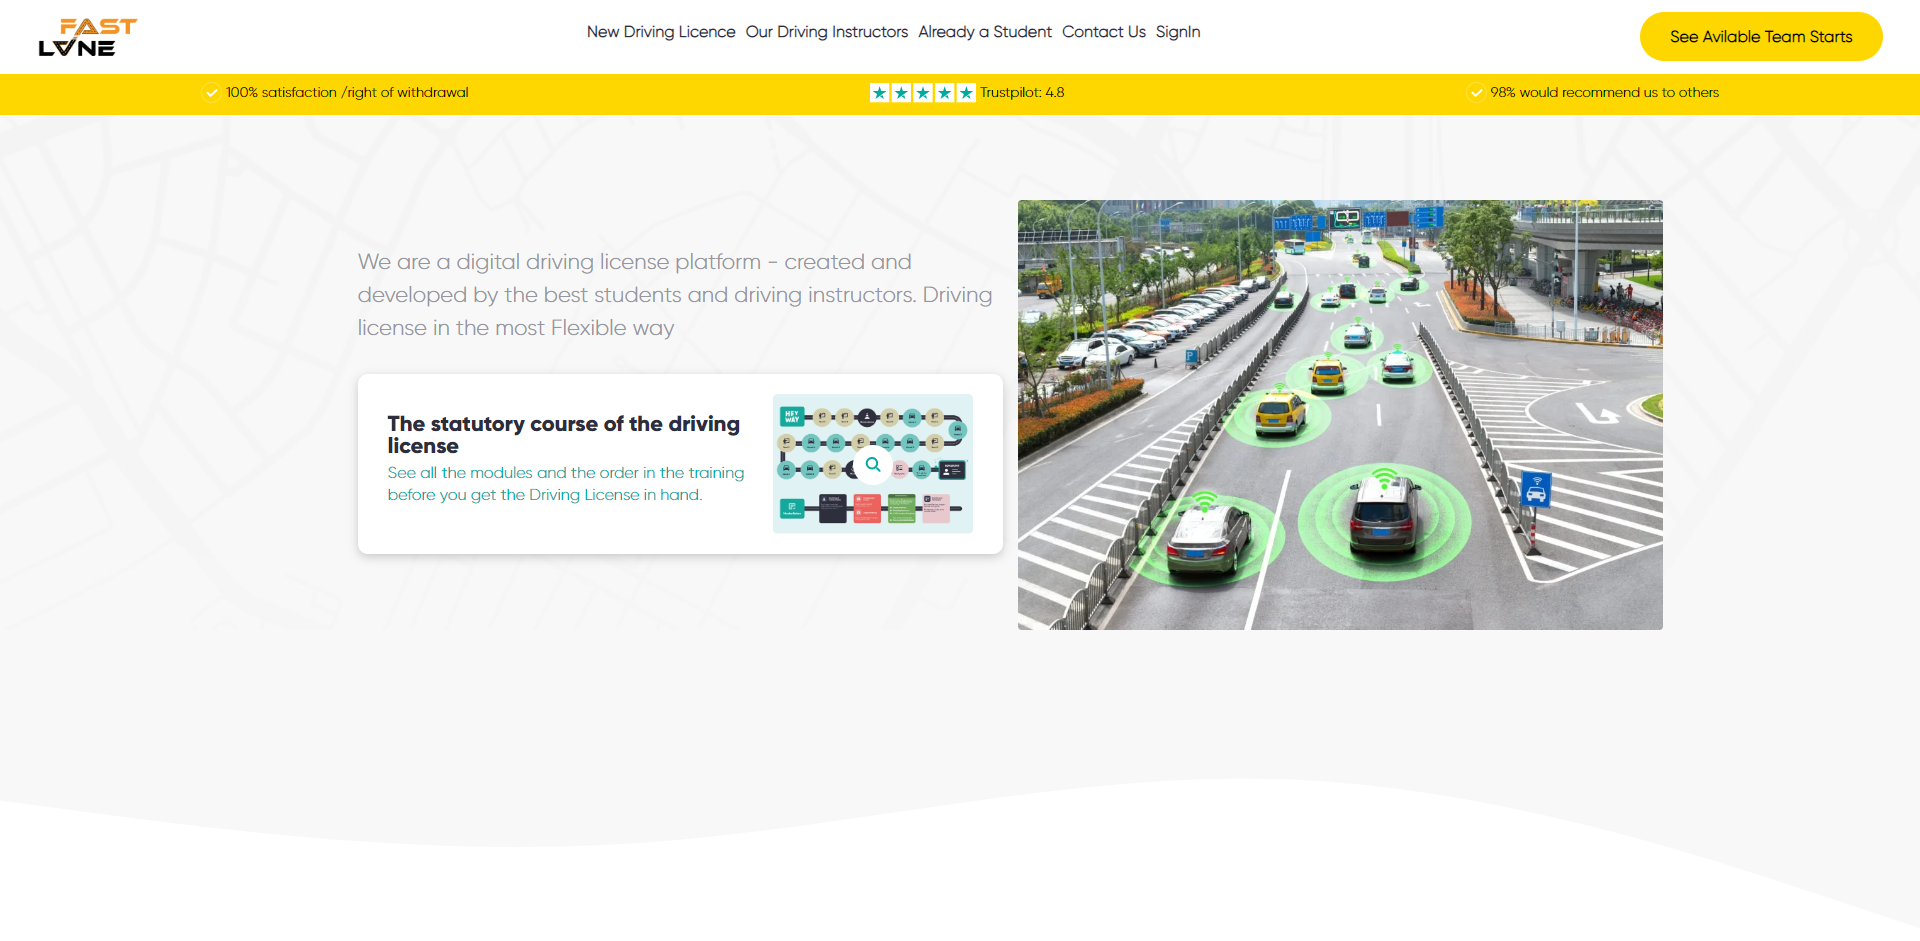 FAST
LANE
New Driving Licence
Our Driving Instructors
Already a Student
Contact Us
SignIn
See Avilable Team Starts
100% satisfaction /right of withdrawal
Trustpilot: 4.8
98% would recommend us to others
We are a digital driving license platform - created and
developed by the best students and driving instructors. Driving
license in the most Flexible way
The statutory course of the driving
license
See all the modules and the order in the training
before you get the Driving License in hand.
HEY
WAY
P